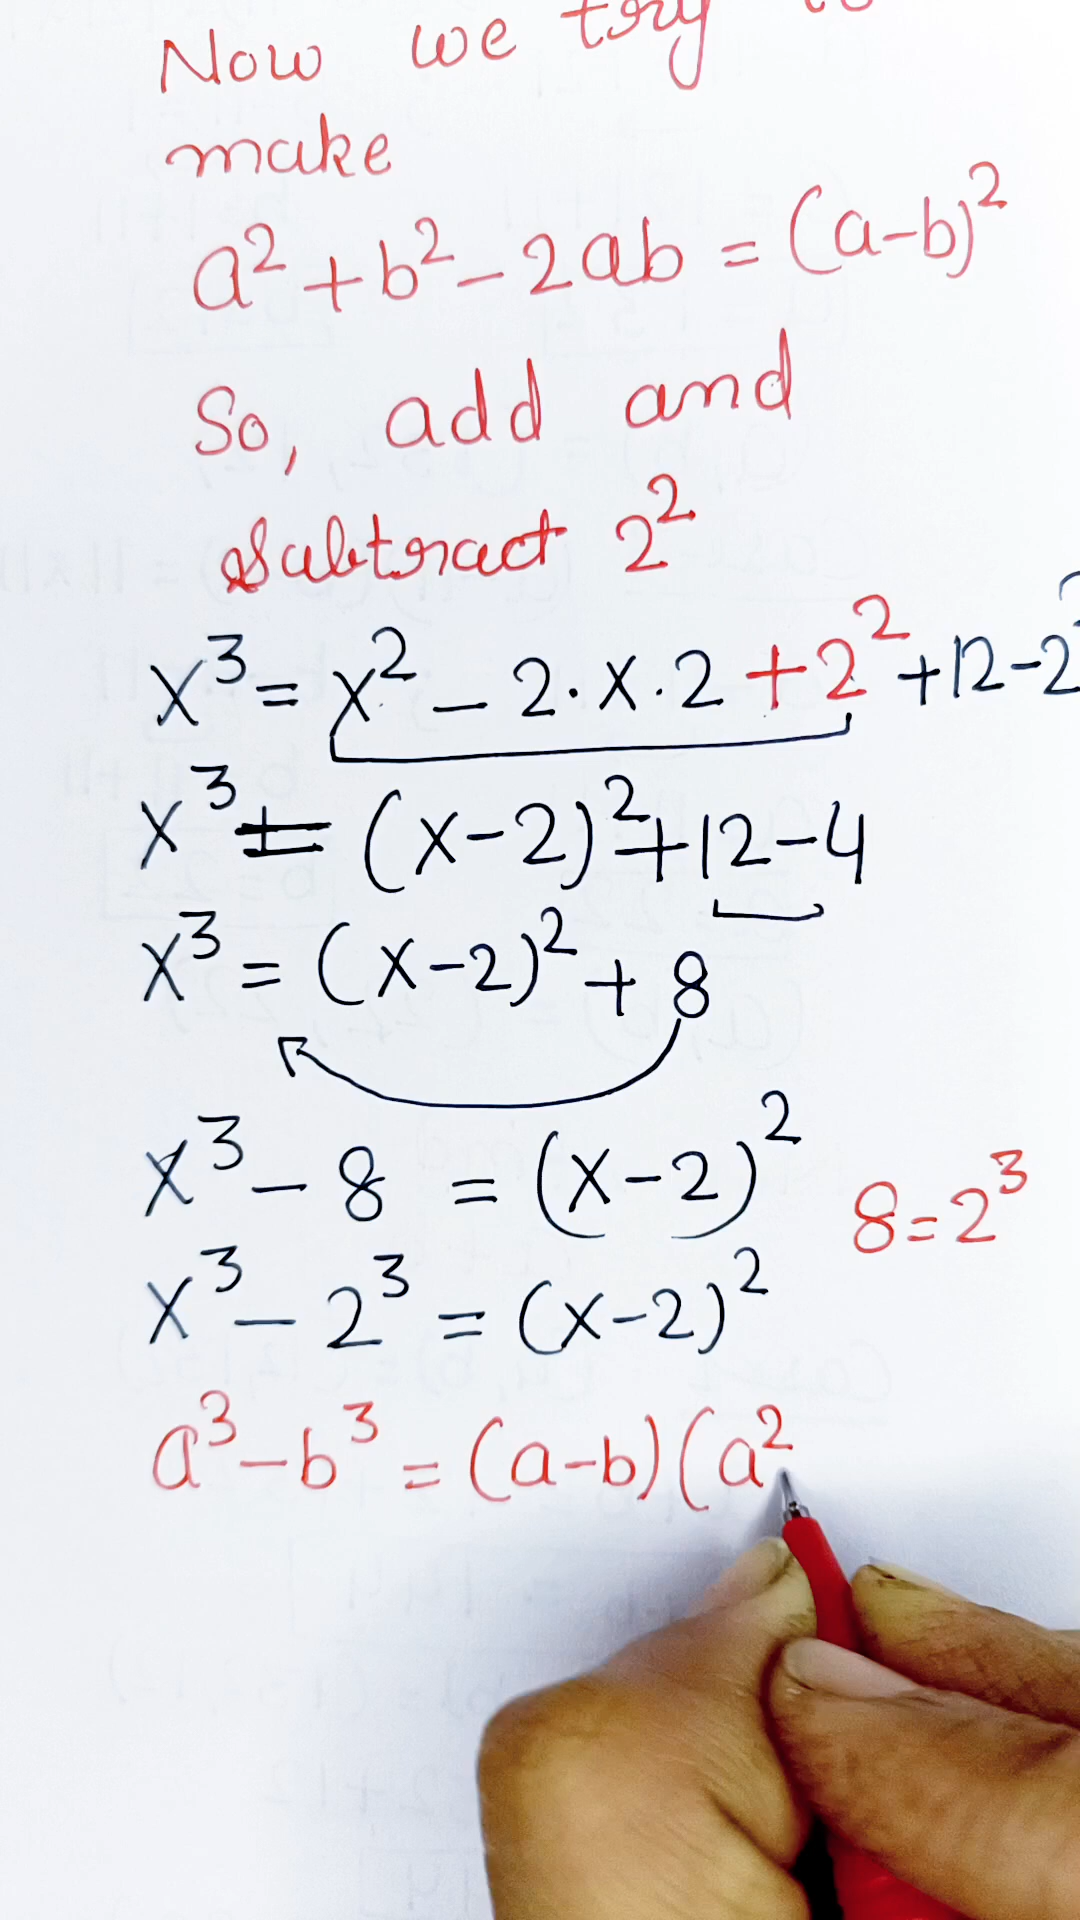 Now we try
make
a² + b² - 2ab = (a-b)²
So, add and
subtract 2²
x³ = x² - 2·x·2 + 2² + 12 - 2
x³ = (x-2)² + 12 - 4
x³ = (x-2)² + 8
x³ - 8 = (x-2)²
8 = 2³
x³ - 2³ = (x-2)²
a³ - b³ = (a-b)(a²